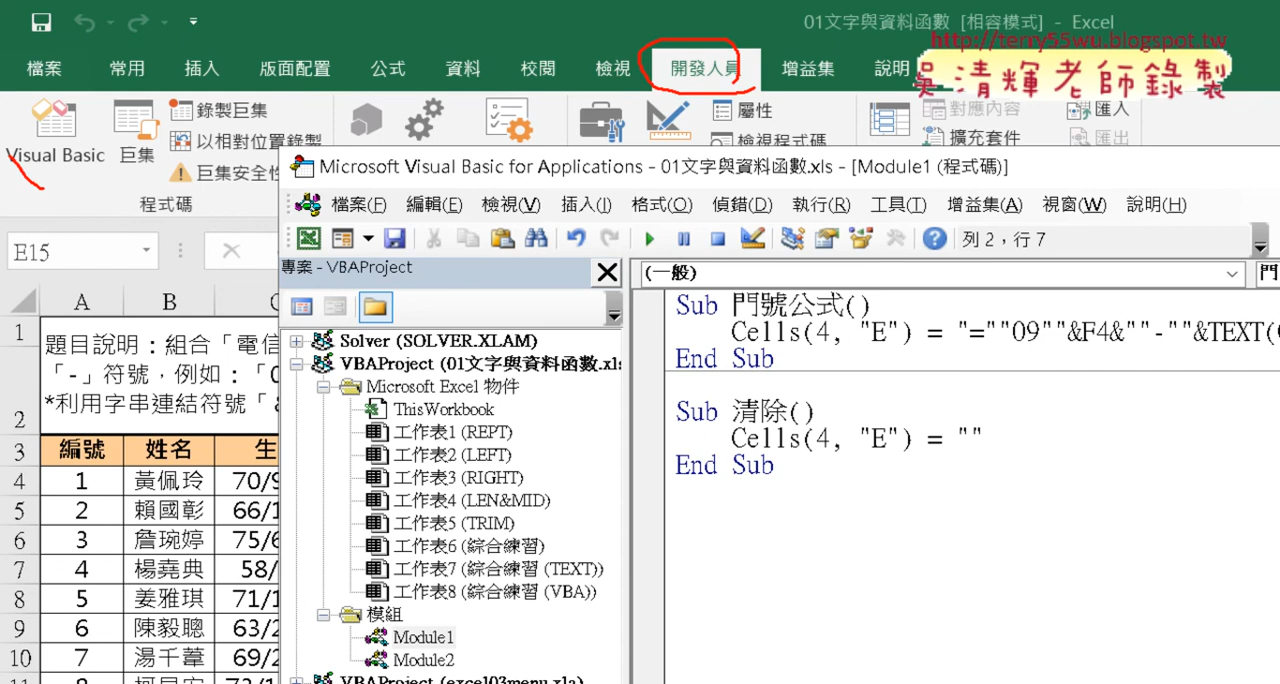 01文字與資料函數 [相容模式] - Excel
http://terry55wu.blogspot.tw
吳清輝老師錄製
檔案 常用 插入 版面配置 公式 資料 校閱 檢視 開發人員 增益集 說明
Visual Basic
巨集
錄製巨集
以相對位置錄製
巨集安全性
程式碼
屬性
檢視程式碼
對應內容
擴充套件
匯入
匯出
E15
Microsoft Visual Basic for Applications - 01文字與資料函數.xls - [Module1 (程式碼)]
檔案(F) 編輯(E) 檢視(V) 插入(I) 格式(O) 偵錯(D) 執行(R) 工具(T) 增益集(A) 視窗(W) 說明(H)
列 2，行 7
專案 - VBAProject
Solver (SOLVER.XLAM)
VBAProject (01文字與資料函數.xls
Microsoft Excel 物件
ThisWorkbook
工作表1 (REPT)
工作表2 (LEFT)
工作表3 (RIGHT)
工作表4 (LEN&MID)
工作表5 (TRIM)
工作表6 (綜合練習)
工作表7 (綜合練習 (TEXT))
工作表8 (綜合練習 (VBA))
模組
Module1
Module2
VBAProject (excel03menu.xla)
(一般)
門
Sub 門號公式()
Cells(4, "E") = "=""09""&F4&""-""&TEXT(
End Sub
Sub 清除()
Cells(4, "E") = ""
End Sub
A B
1
題目說明：組合「電信
「-」符號，例如：「0
2
*利用字串連結符號「&
3 編號 姓名 生
4 1 黃佩玲 70/9
5 2 賴國彰 66/1
6 3 詹琬婷 75/6
7 4 楊堯典 58/
8 5 姜雅琪 71/1
9 6 陳毅聰 63/2
10 7 湯千葦 69/2